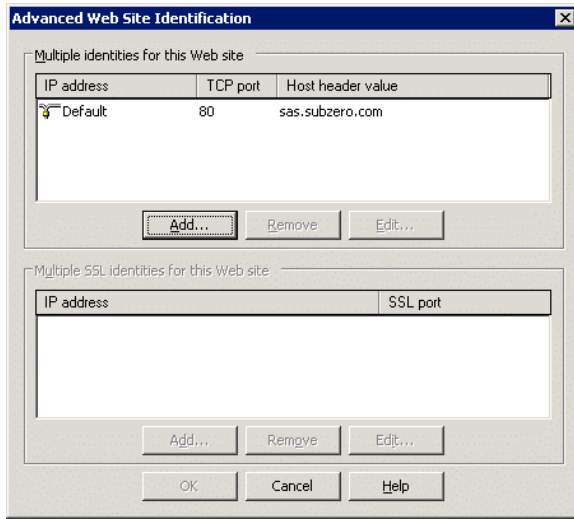 Advanced Web Site Identification
Multiple identities for this Web site
IP address TCP port Host header value
Default 80 sas.subzero.com
Add... Remove Edit...
Multiple SSL identities for this Web site
IP address SSL port
Add... Remove Edit...
OK Cancel Help